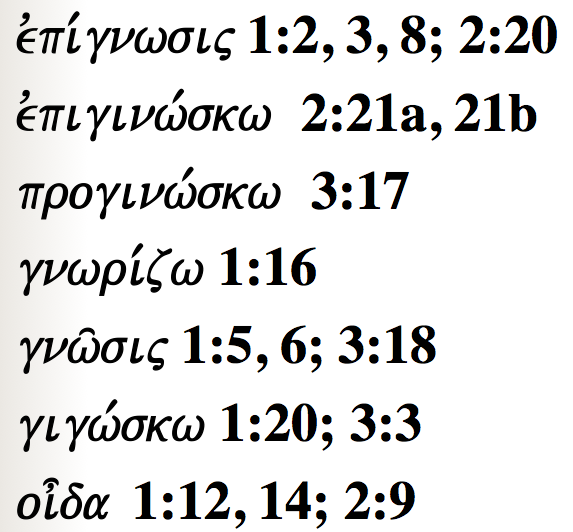 ἐπίγνωσις 1:2, 3, 8; 2:20
ἐπιγινώσκω 2:21a, 21b
προγινώσκω 3:17
γνωρίζω 1:16
γνῶσις 1:5, 6; 3:18
γιγώσκω 1:20; 3:3
οἶδα 1:12, 14; 2:9